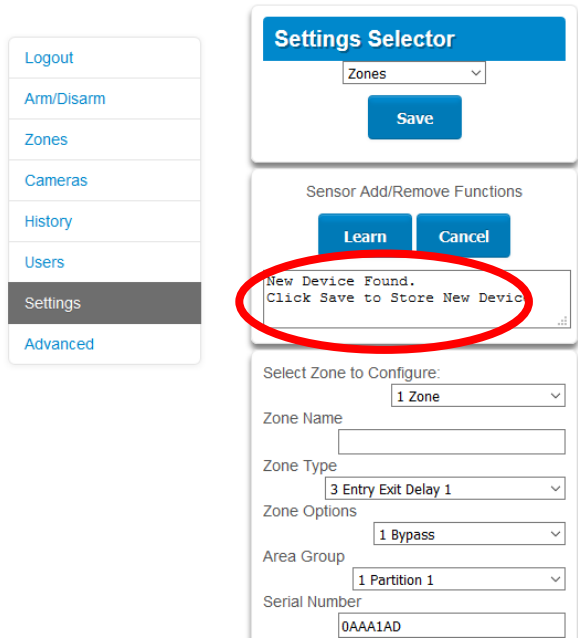 Logout
Arm/Disarm
Zones
Cameras
History
Users
Settings
Advanced
Settings Selector
Zones
Save
Sensor Add/Remove Functions
Learn Cancel
New Device Found.
Click Save to Store New Devic
Select Zone to Configure:
1 Zone
Zone Name
Zone Type
3 Entry Exit Delay 1
Zone Options
1 Bypass
Area Group
1 Partition 1
Serial Number
0AAA1AD